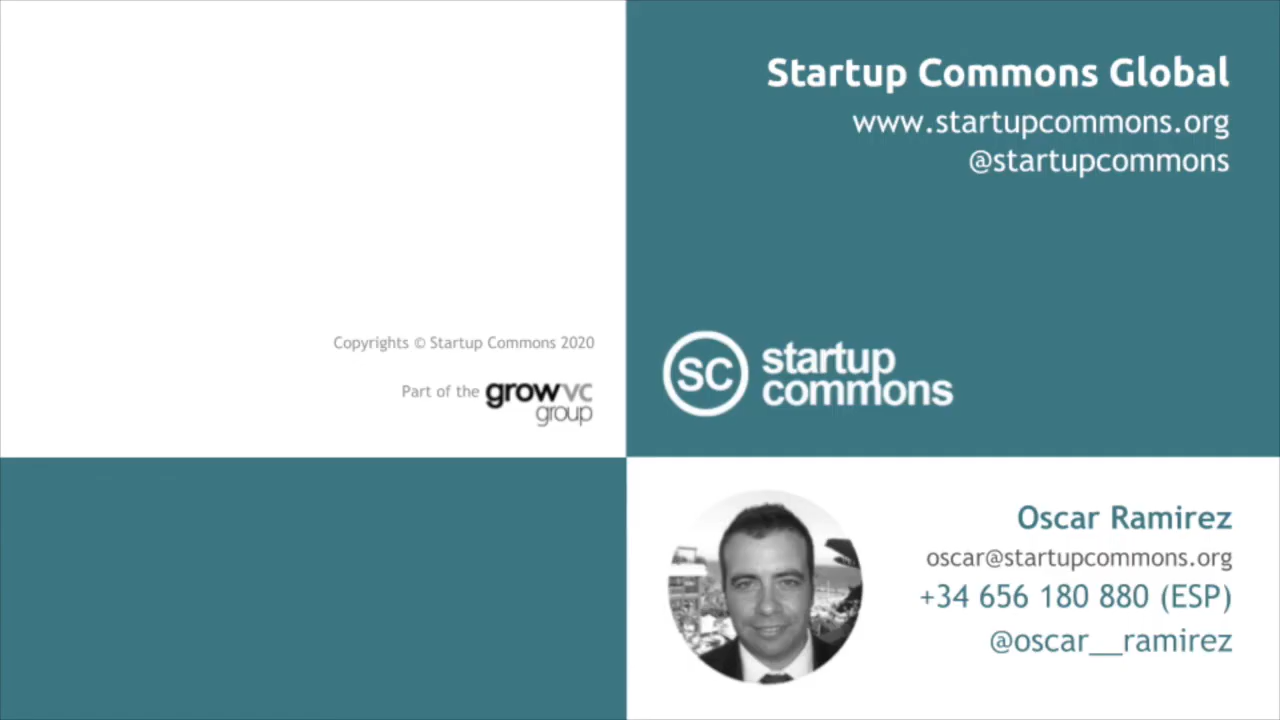 Startup Commons Global
www.startupcommons.org
@startupcommons
Copyrights © Startup Commons 2020
Part of the growVC
group
SC startup
commons
Oscar Ramirez
oscar@startupcommons.org
+34 656 180 880 (ESP)
@oscar__ramirez